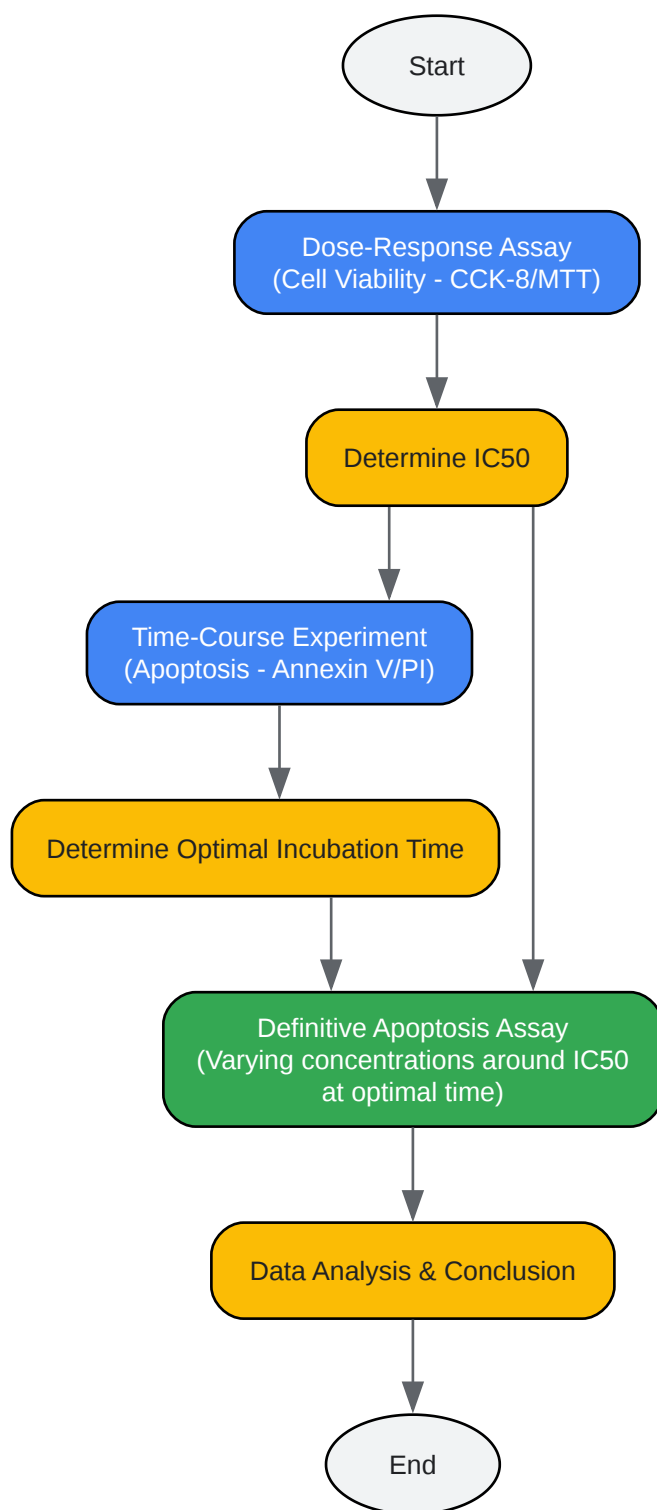 Start
Dose-Response Assay
(Cell Viability - CCK-8/MTT)
Determine IC50
Time-Course Experiment
(Apoptosis - Annexin V/PI)
Determine Optimal Incubation Time
Definitive Apoptosis Assay
(Varying concentrations around IC50
at optimal time)
Data Analysis & Conclusion
End